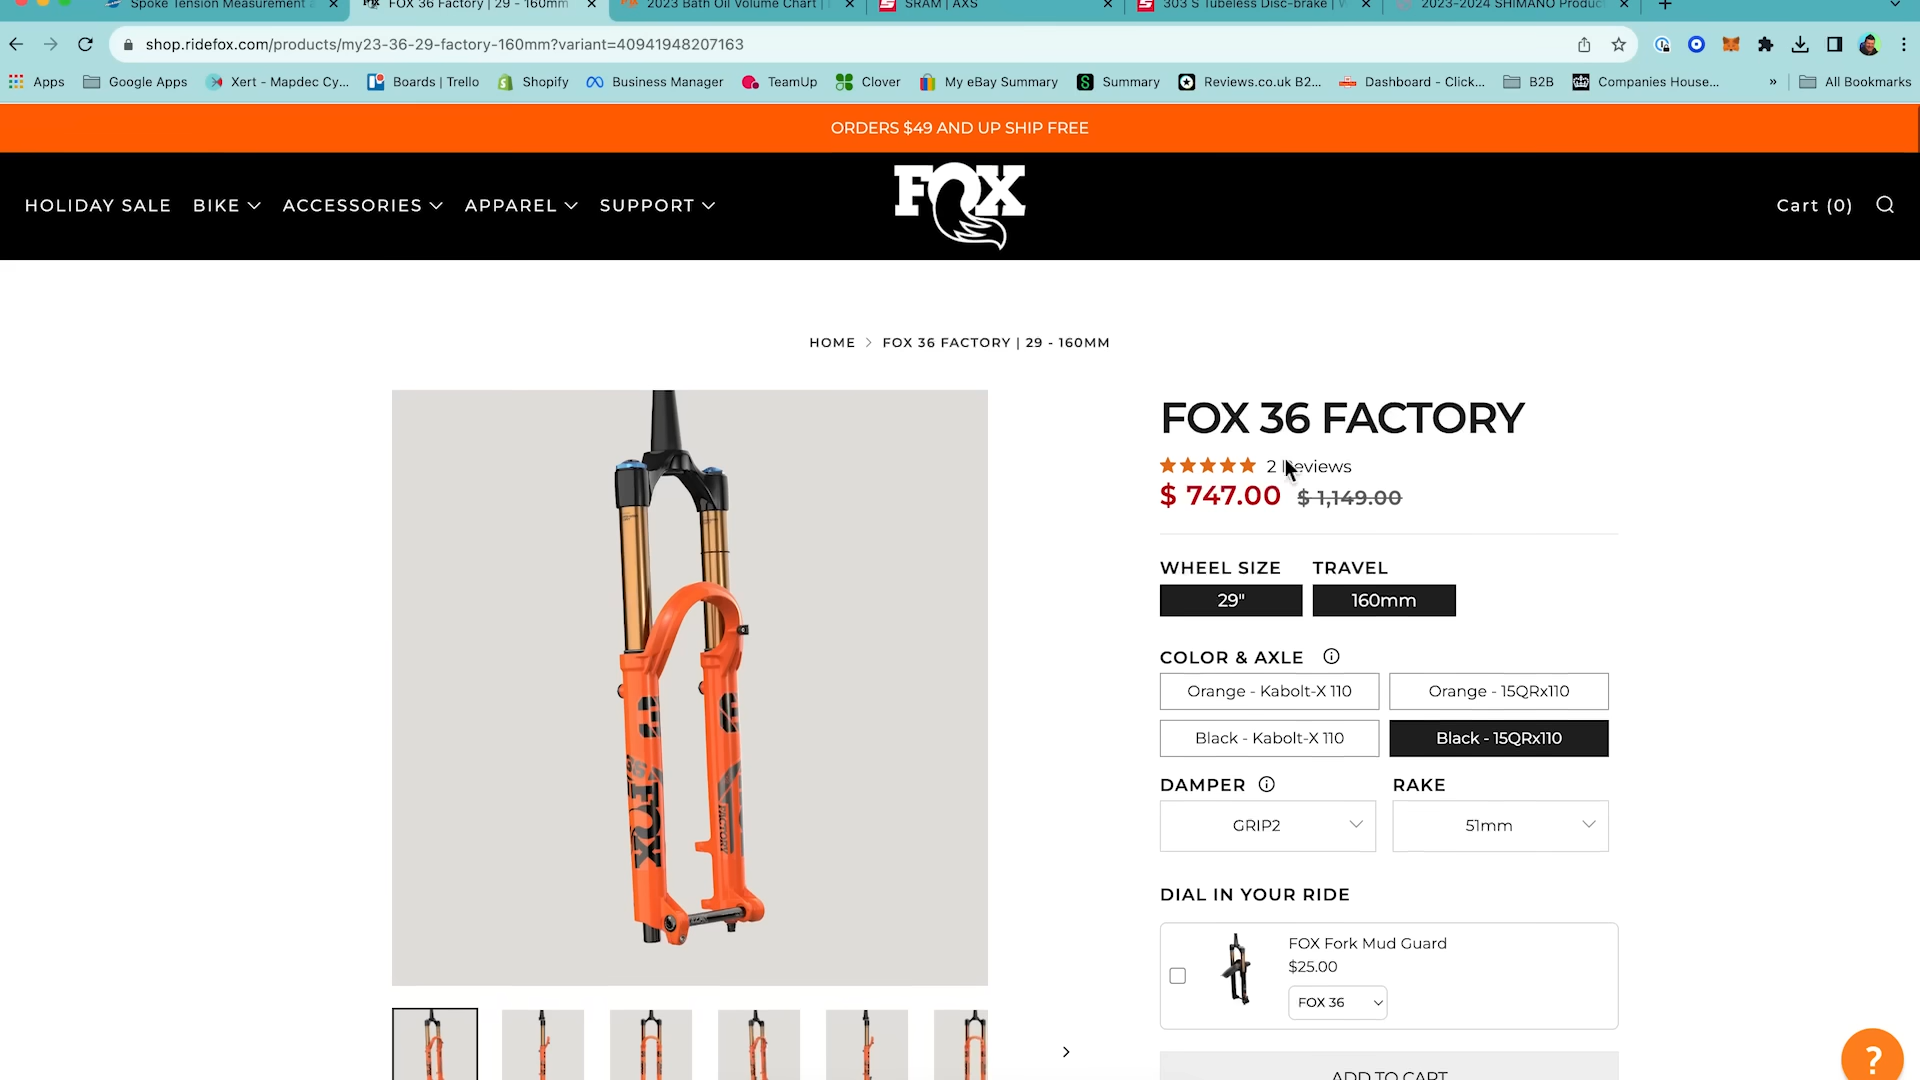 Spoke Tension Measurement a
FOX 36 Factory | 29 - 160mm
2023 Bath Oil Volume Chart |
SRAM | AXS
303 S Tubeless Disc-brake |
2023-2024 SHIMANO Produc
shop.ridefox.com/products/my23-36-29-factory-160mm?variant=40941948207163
Apps
Google Apps
Xert - Mapdec Cy...
Boards | Trello
Shopify
Business Manager
TeamUp
Clover
My eBay Summary
Summary
Reviews.co.uk B2...
Dashboard - Click...
B2B
Companies House...
»
All Bookmarks
ORDERS $49 AND UP SHIP FREE
HOLIDAY SALE BIKE ACCESSORIES APPAREL SUPPORT
FOX
Cart (0)
HOME > FOX 36 FACTORY | 29 - 160MM
FOX 36 FACTORY
2 Reviews
$ 747.00 $ 1,149.00
WHEEL SIZE TRAVEL
29" 160mm
COLOR & AXLE
Orange - Kabolt-X 110 Orange - 15QRx110
Black - Kabolt-X 110 Black - 15QRx110
DAMPER RAKE
GRIP2 51mm
DIAL IN YOUR RIDE
FOX Fork Mud Guard
$25.00
FOX 36
ADD TO CART
?
36
FOX
FACTORY